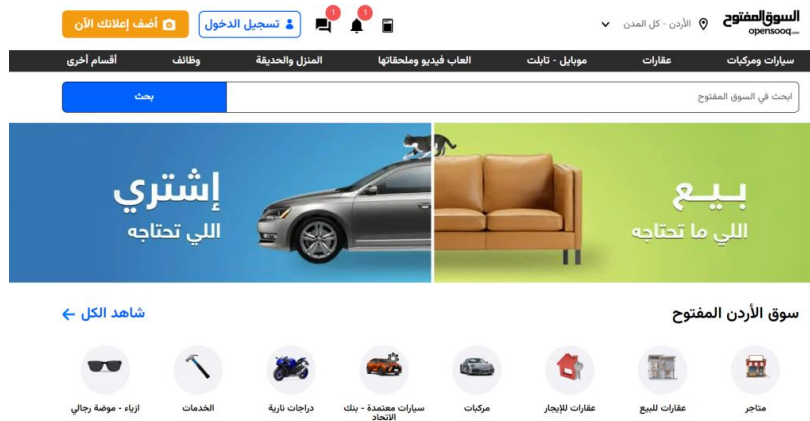 السوق المفتوح
opensooq.com
الأردن - كل المدن
1
1
تسجيل الدخول
أضف إعلانك الآن
سيارات ومركبات
عقارات
موبايل - تابلت
العاب فيديو وملحقاتها
المنزل والحديقة
وظائف
أقسام أخرى
ابحث في السوق المفتوح
بحث
بيع
اللي ما تحتاجه
إشتري
اللي تحتاجه
سوق الأردن المفتوح
شاهد الكل
متاجر
عقارات للبيع
عقارات للإيجار
مركبات
سيارات معتمدة - بنك
الاتحاد
دراجات نارية
الخدمات
ازياء - موضة رجالي